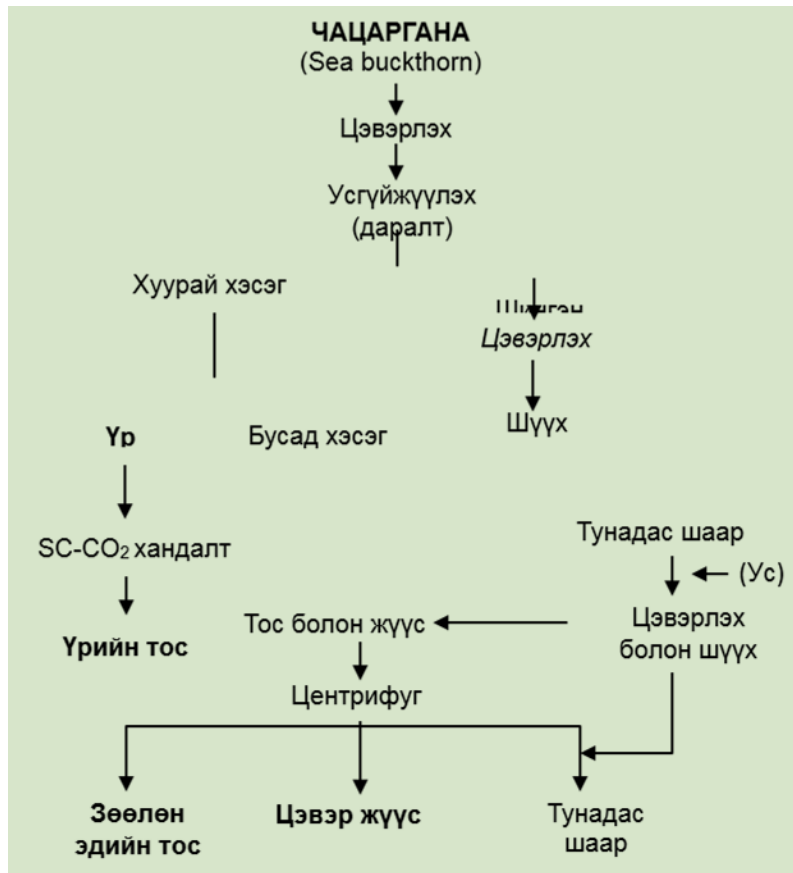 ЧАЦАРГАНА
(Sea buckthorn)
Цэвэрлэх
Усгүйжүүлэх
(даралт)
Хуурай хэсэг
Шингэн
Цэвэрлэх
Шүүх
Үр
Бусад хэсэг
SC-CO₂ хандалт
Үрийн тос
Тунадас шаар
(Ус)
Цэвэрлэх
болон шүүх
Тос болон жүүс
Центрифуг
Зөөлөн
эдийн тос
Цэвэр жүүс
Тунадас
шаар